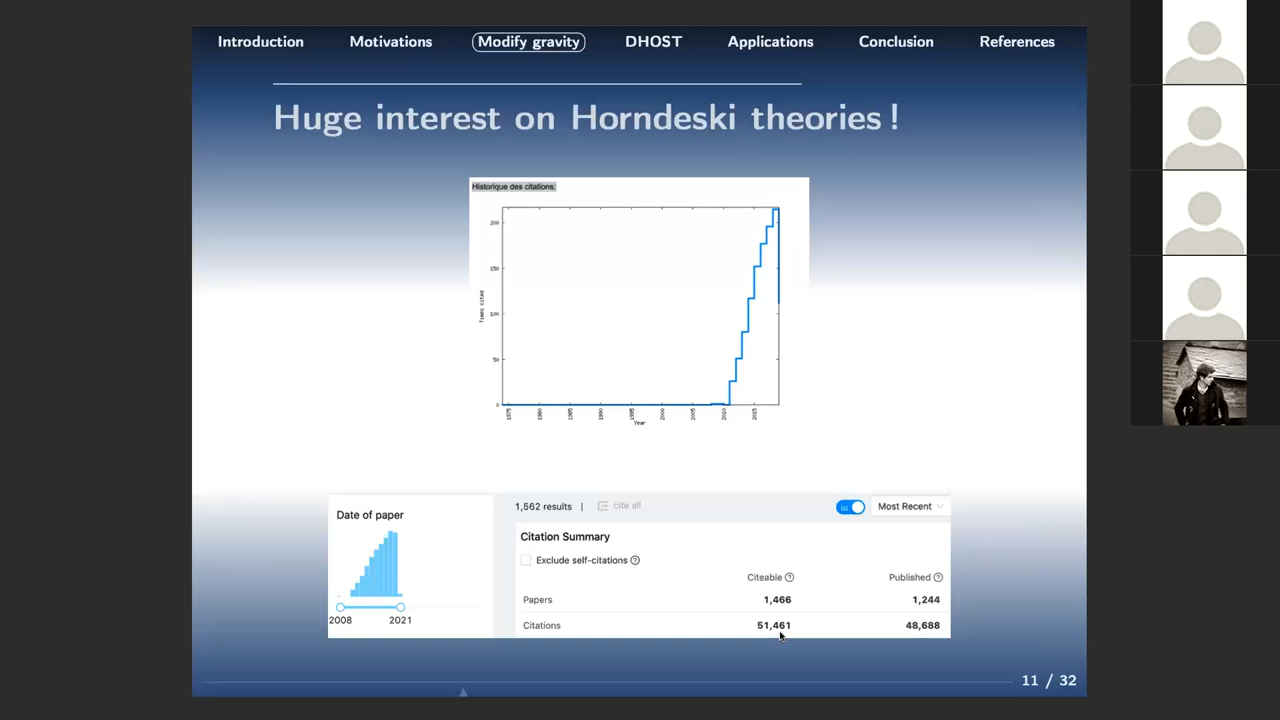 Introduction Motivations Modify gravity DHOST Applications Conclusion References
Huge interest on Horndeski theories !
Historique des citations:
200
150
100
50
0
Times cited
1975 1980 1985 1990 1995 2000 2005 2010 2015
Year
Date of paper
2008 2021
1,562 results | cite all Most Recent
Citation Summary
Exclude self-citations ?
Citeable ? Published ?
Papers 1,466 1,244
Citations 51,461 48,688
11 / 32